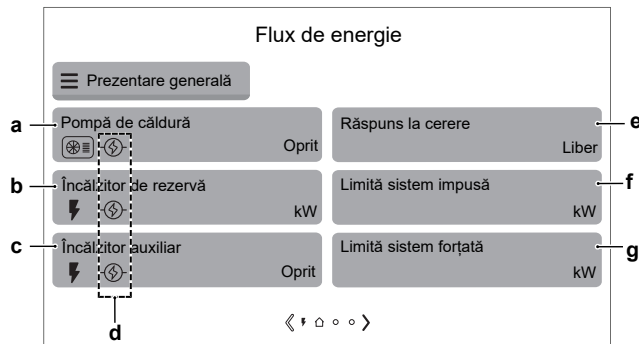 Flux de energie
Prezentare generală
a
Pompă de căldură
Oprit
Răspuns la cerere
Liber
e
b
Încălzitor de rezervă
kW
Limită sistem impusă
kW
f
c
Încălzitor auxiliar
Oprit
Limită sistem forțată
kW
g
d